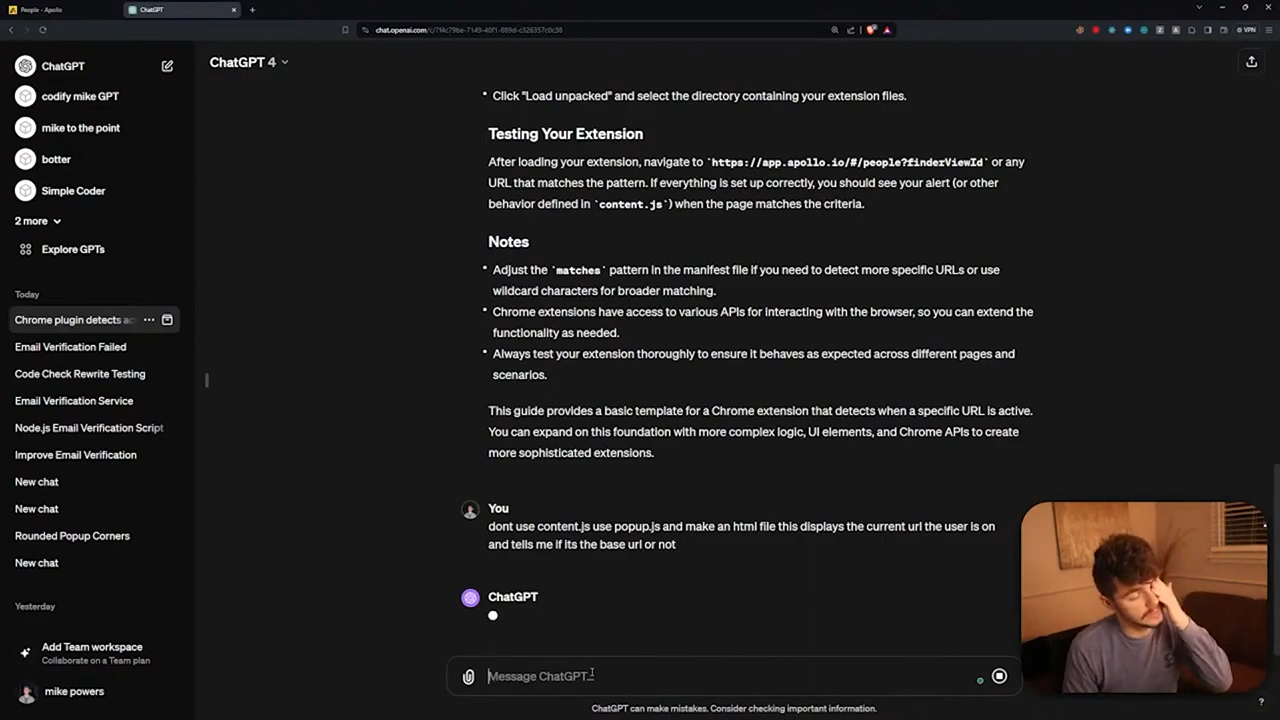 People - Apollo
ChatGPT
chat.openai.com/c/7f4c79be-7149-40f1-889d-c326357c0c38
VPN
ChatGPT
codify mike GPT
mike to the point
botter
Simple Coder
2 more
Explore GPTs
Today
Chrome plugin detects ac
Email Verification Failed
Code Check Rewrite Testing
Email Verification Service
Node.js Email Verification Script
Improve Email Verification
New chat
New chat
Rounded Popup Corners
New chat
Yesterday
Add Team workspace
Collaborate on a Team plan
mike powers
ChatGPT 4
• Click "Load unpacked" and select the directory containing your extension files.
Testing Your Extension
After loading your extension, navigate to `https://app.apollo.io/#/people?finderViewId` or any
URL that matches the pattern. If everything is set up correctly, you should see your alert (or other
behavior defined in `content.js`) when the page matches the criteria.
Notes
• Adjust the `matches` pattern in the manifest file if you need to detect more specific URLs or use
wildcard characters for broader matching.
• Chrome extensions have access to various APIs for interacting with the browser, so you can extend the
functionality as needed.
• Always test your extension thoroughly to ensure it behaves as expected across different pages and
scenarios.
This guide provides a basic template for a Chrome extension that detects when a specific URL is active.
You can expand on this foundation with more complex logic, UI elements, and Chrome APIs to create
more sophisticated extensions.
You
dont use content.js use popup.js and make an html file this displays the current url the user is on
and tells me if its the base url or not
ChatGPT
Message ChatGPT...
ChatGPT can make mistakes. Consider checking important information.
?